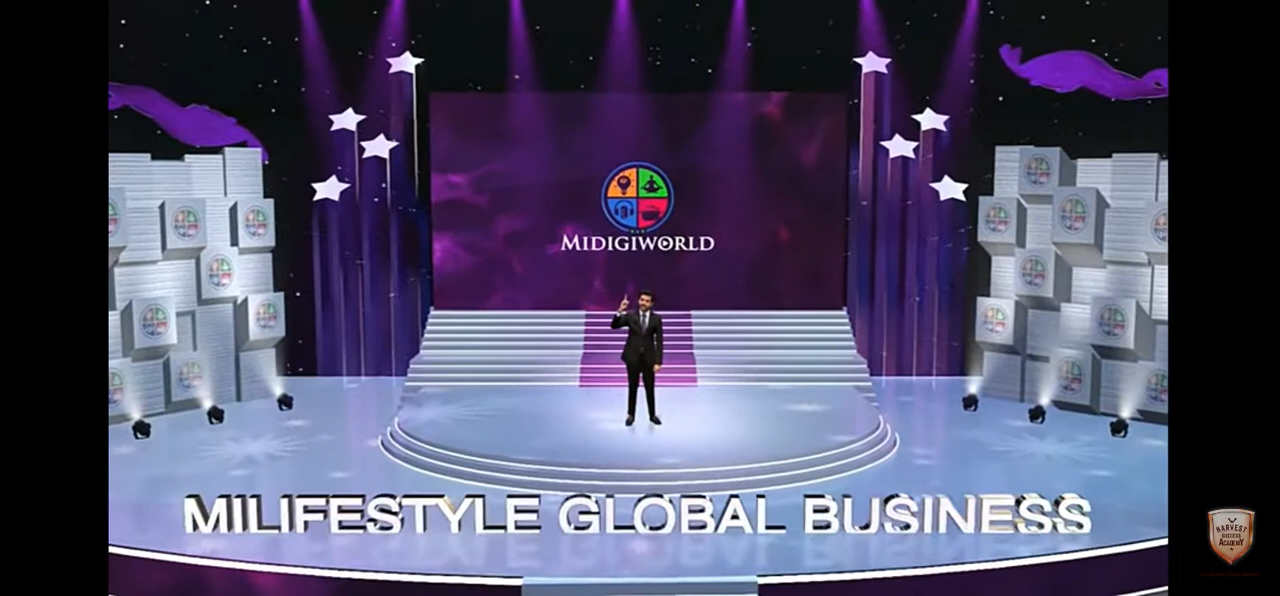 MIDIGIWORLD
MILIFESTYLE GLOBAL BUSINESS
HARVEST
SUCCESS
ACADEMY